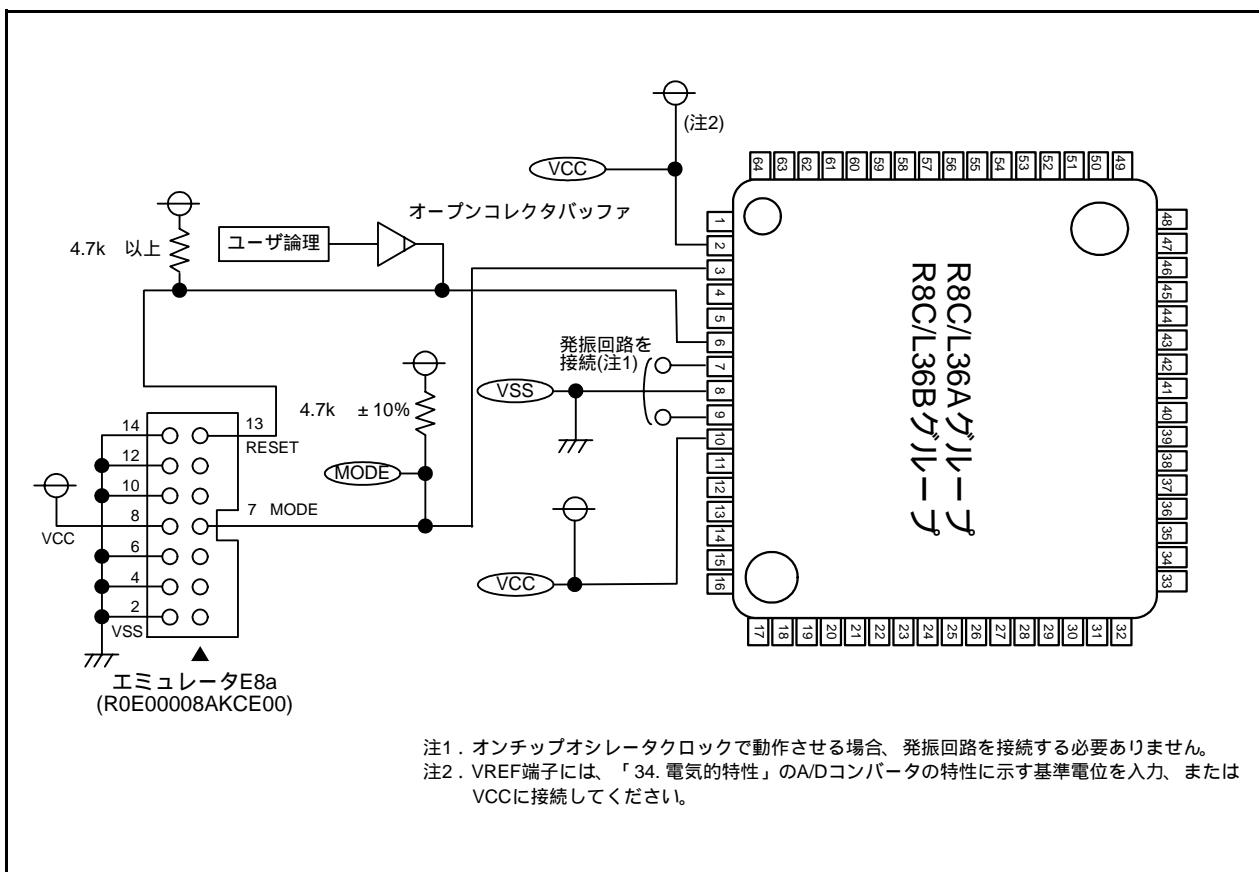 (注2)
VCC
オープンコレクタバッファ
4.7k 以上
ユーザ論理
発振回路を
接続(注1)
VSS
4.7k ±10%
MODE
14
13
RESET
12
10
8
7 MODE
VCC
6
4
2
VSS
エミュレータE8a
(R0E00008AKCE00)
VCC
R8C/L36Aグループ
R8C/L36Bグループ
64 63 62 61 60 59 58 57 56 55 54 53 52 51 50 49
1
2
3
4
5
6
7
8
9
10
11
12
13
14
15
16
48
47
46
45
44
43
42
41
40
39
38
37
36
35
34
33
17 18 19 20 21 22 23 24 25 26 27 28 29 30 31 32
注1．オンチップオシレータクロックで動作させる場合、発振回路を接続する必要ありません。
注2．VREF端子には、「34. 電気的特性」のA/Dコンバータの特性に示す基準電位を入力、または
VCCに接続してください。